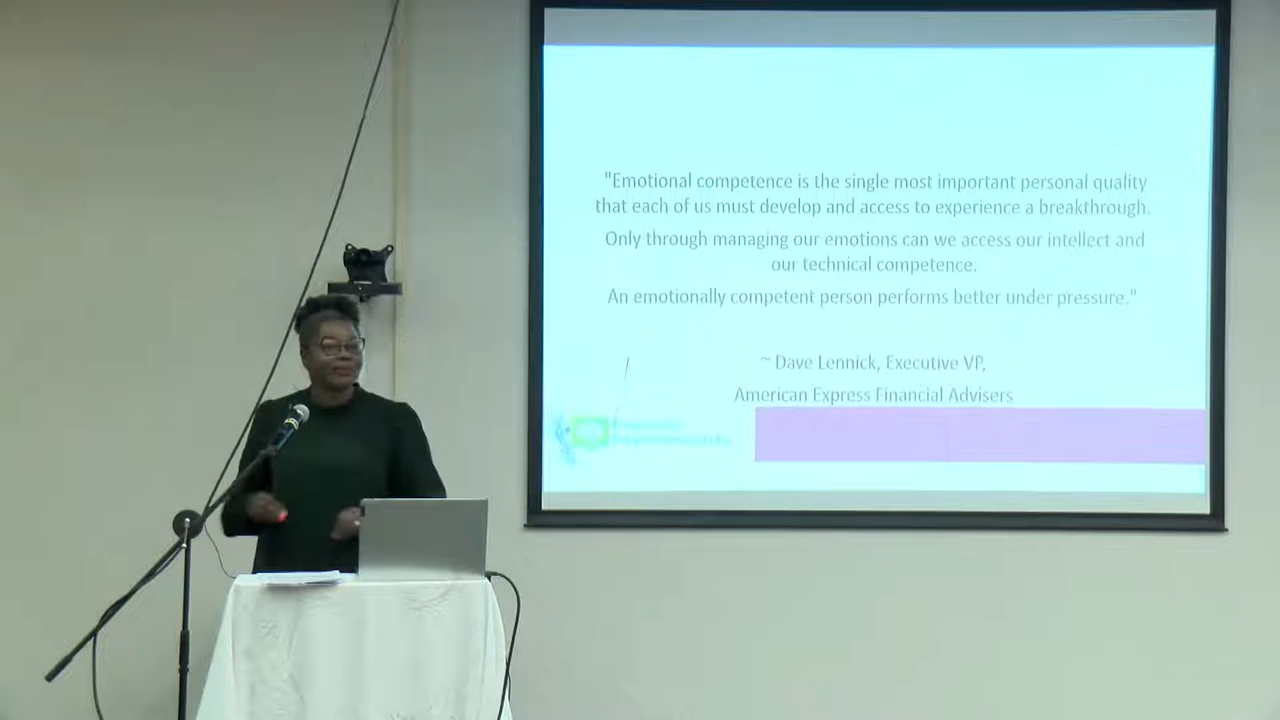 "Emotional competence is the single most important personal quality
that each of us must develop and access to experience a breakthrough.
Only through managing our emotions can we access our intellect and
our technical competence.
An emotionally competent person performs better under pressure."
~ Dave Lennick, Executive VP,
American Express Financial Advisers